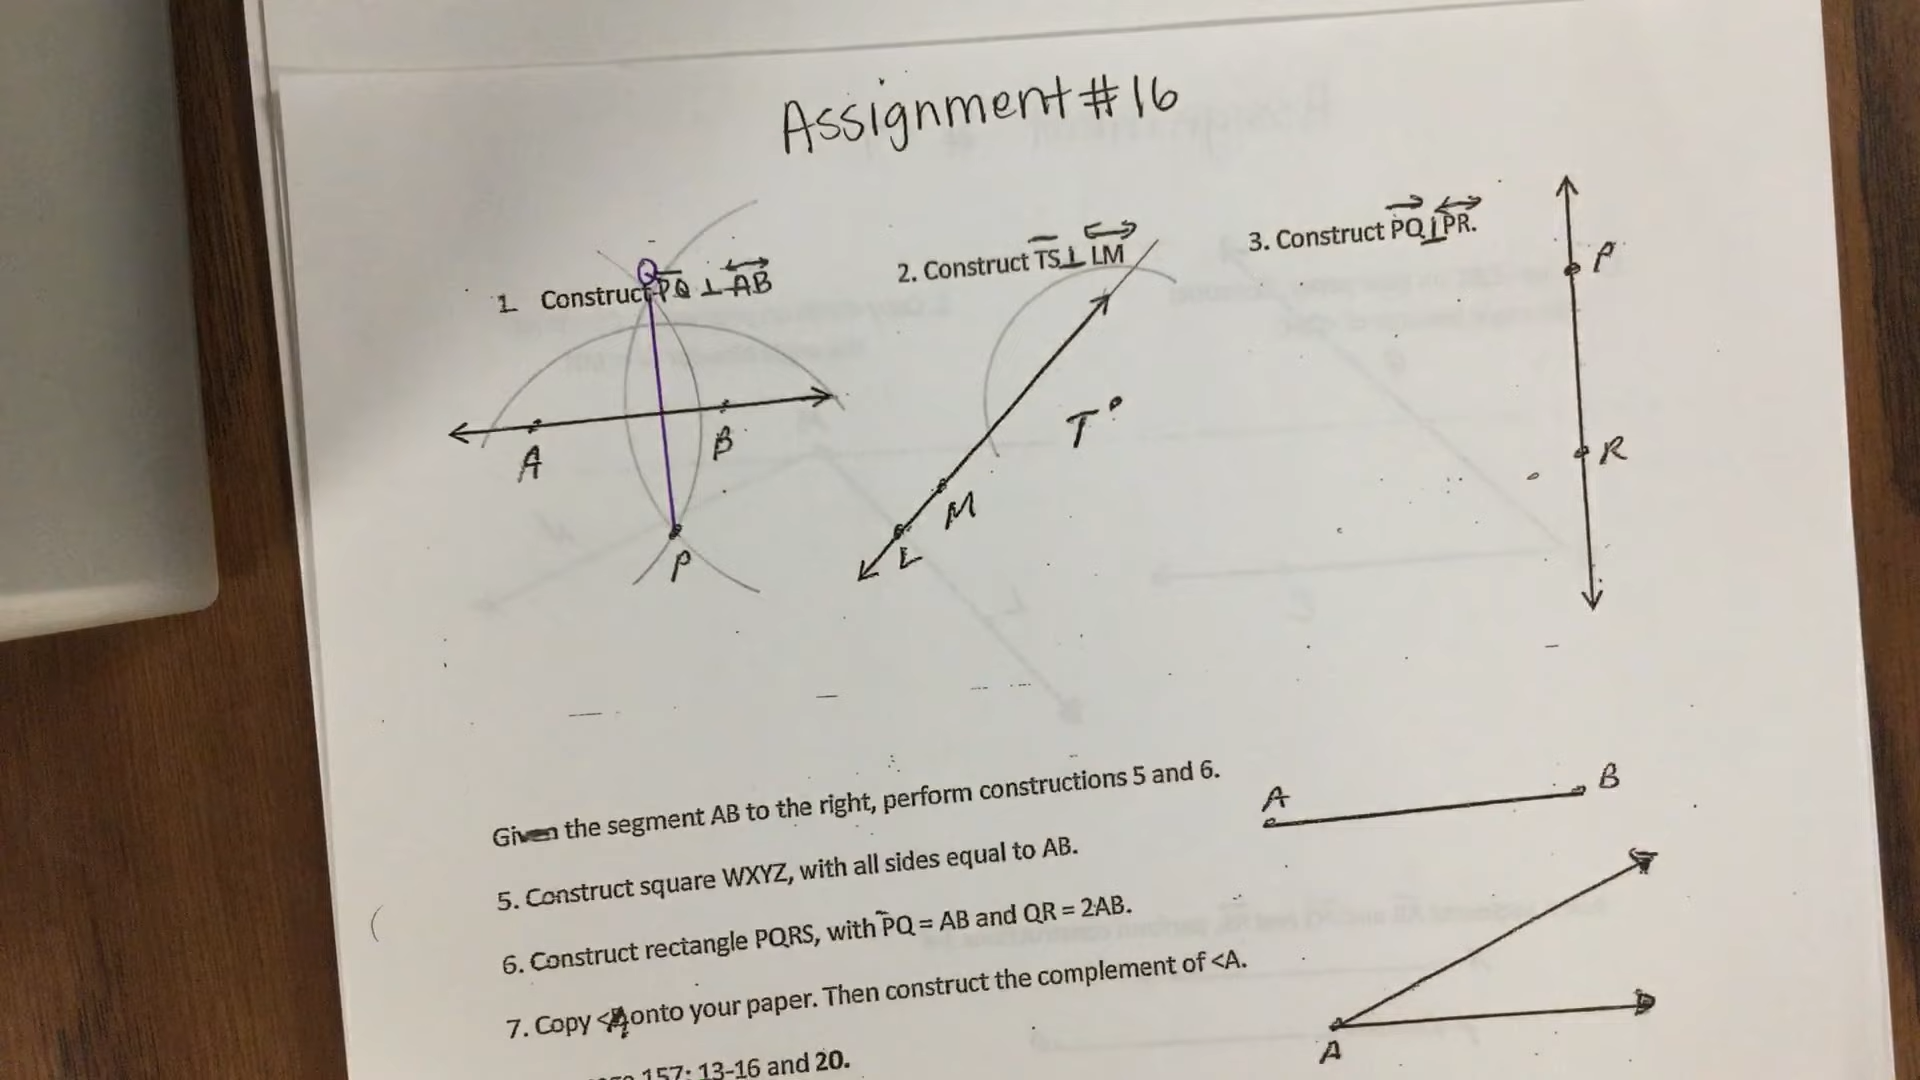 Assignment #16
1 Construct PQ ⊥ AB
2. Construct TS ⊥ LM
3. Construct PQ ⊥ PR.
Q
P
A
B
T
R
M
L
P
Given the segment AB to the right, perform constructions 5 and 6.
A
B
5. Construct square WXYZ, with all sides equal to AB.
6. Construct rectangle PQRS, with PQ = AB and QR = 2AB.
7. Copy <A onto your paper. Then construct the complement of <A.
A
157: 13-16 and 20.